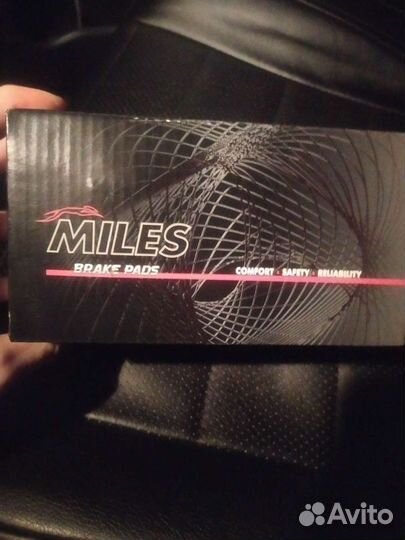 MILES
BRAKE PADS
COMFORT · SAFETY · RELIABILITY
Avito